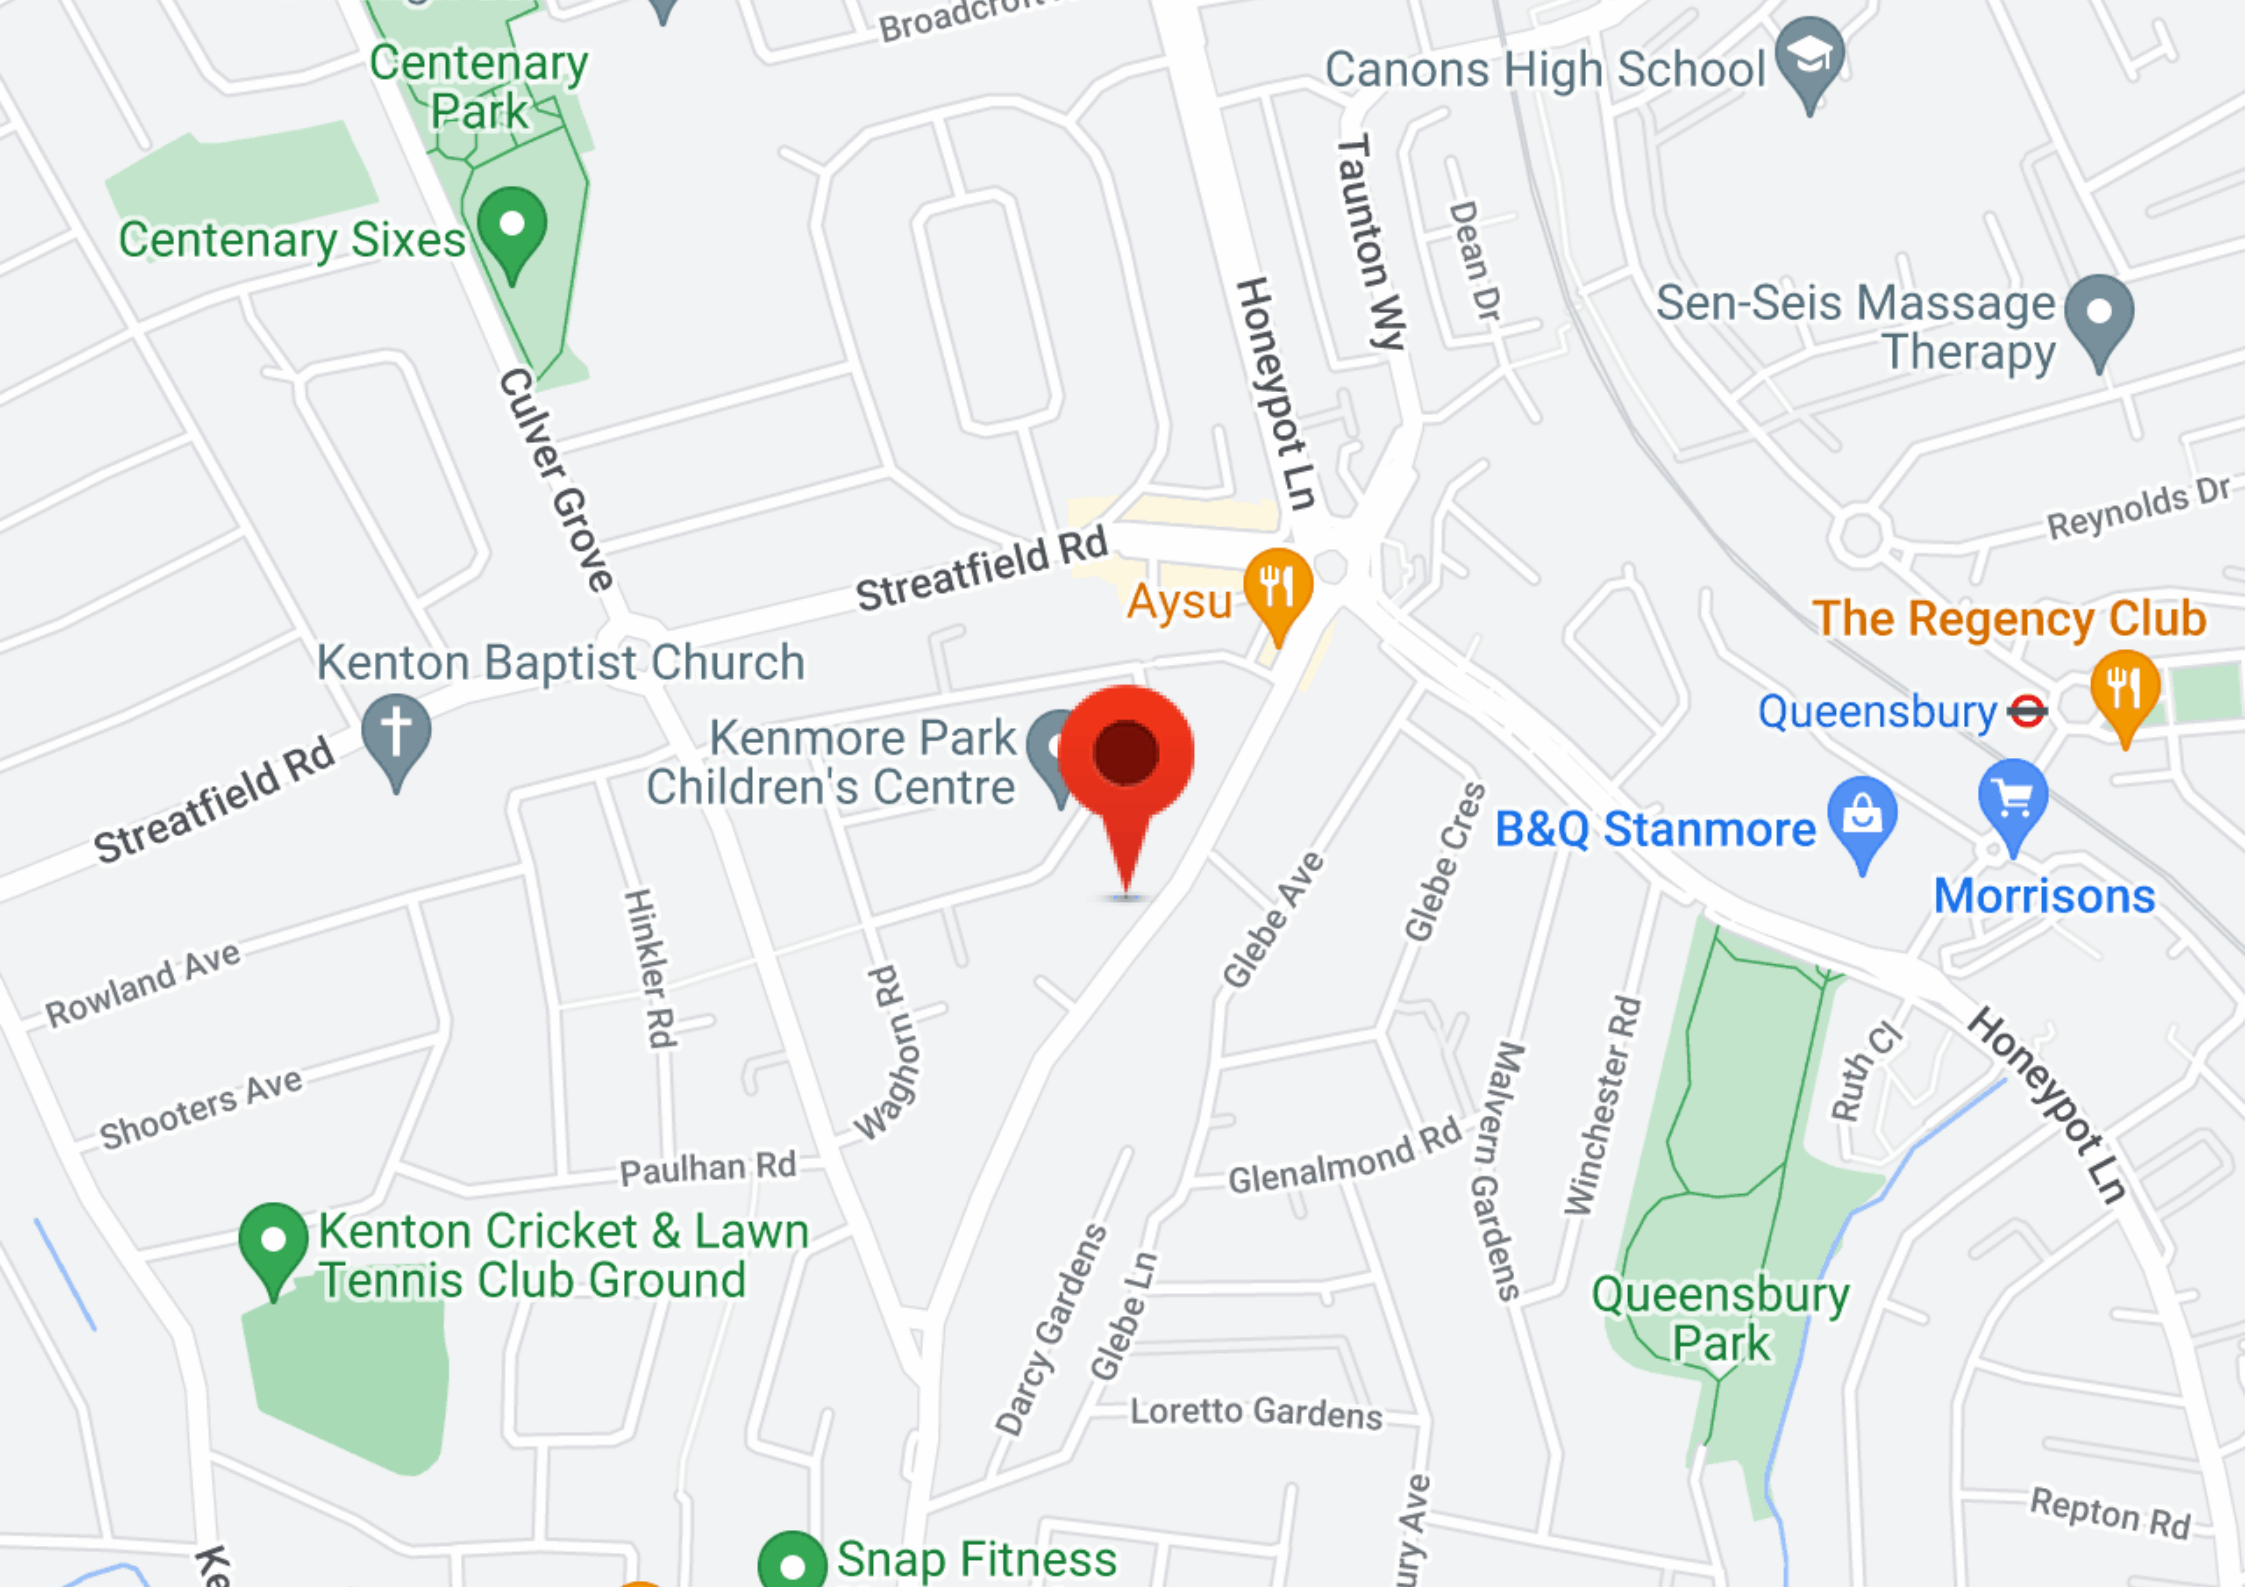 Broadcroft
Centenary
Park
Canons High School
Centenary Sixes
Taunton Wy
Dean Dr
Honeypot Ln
Sen-Seis Massage
Therapy
Culver Grove
Reynolds Dr
Streatfield Rd
Aysu
The Regency Club
Kenton Baptist Church
Queensbury
Kenmore Park
Children's Centre
Streatfield Rd
Glebe Cres
B&Q Stanmore
Morrisons
Glebe Ave
Hinkler Rd
Rowland Ave
Waghorn Rd
Winchester Rd
Malvern Gardens
Ruth Cl
Honeypot Ln
Shooters Ave
Glenalmond Rd
Paulhan Rd
Kenton Cricket & Lawn
Tennis Club Ground
Darcy Gardens
Glebe Ln
Queensbury
Park
Loretto Gardens
Repton Rd
ury Ave
Ke
Snap Fitness